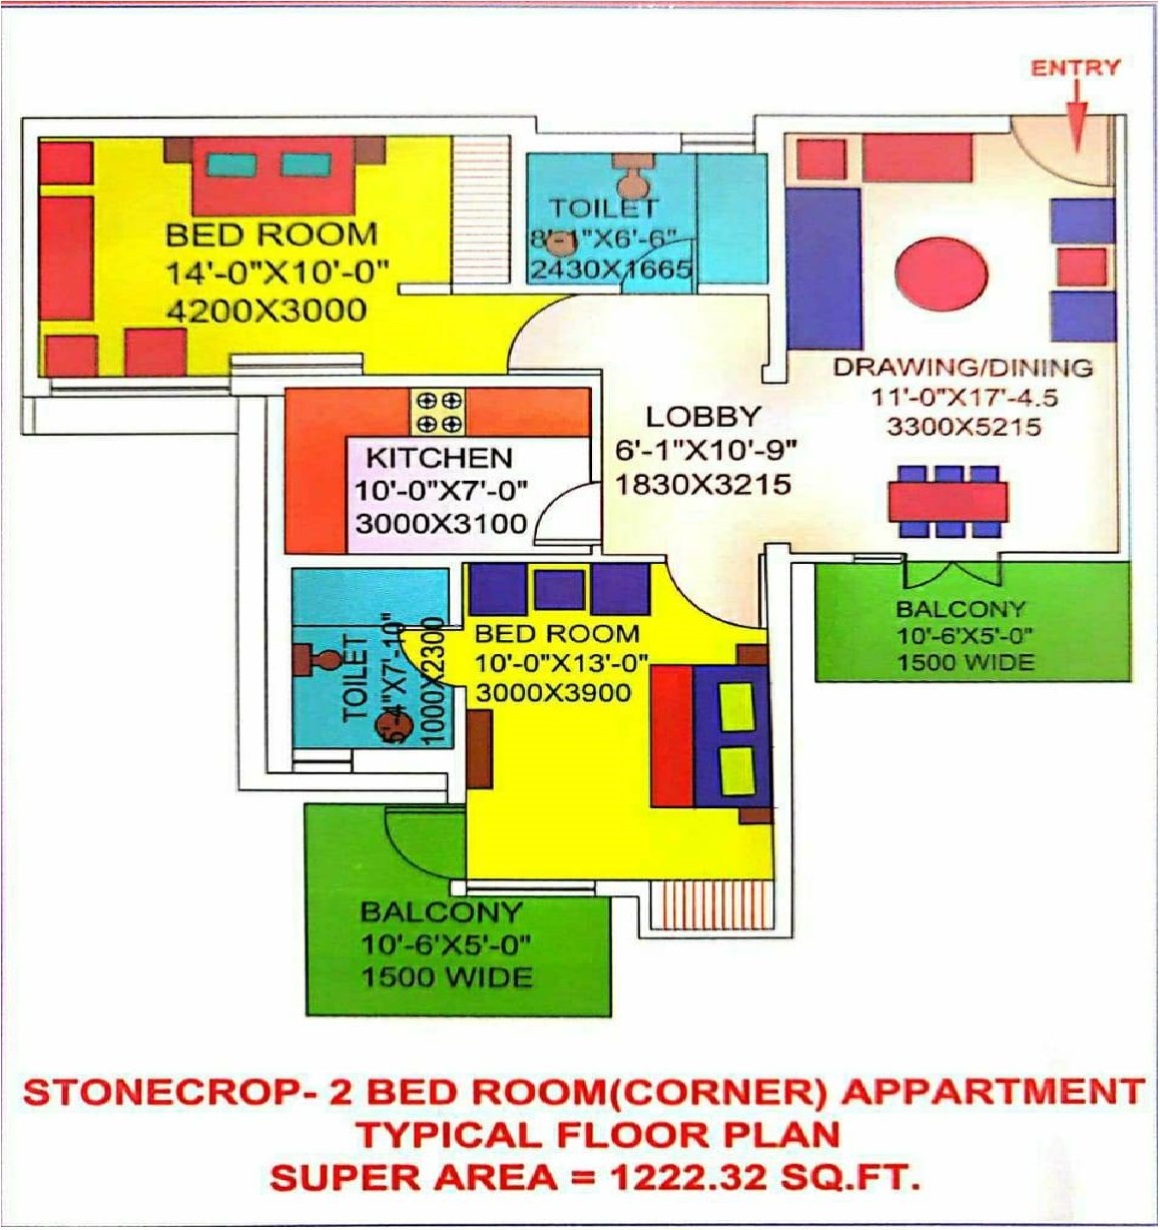 ENTRY
BED ROOM
14'-0"X10'-0"
4200X3000
TOILET
8'-1"X6'-6"
2430X1665
DRAWING/DINING
11'-0"X17'-4.5
3300X5215
LOBBY
6'-1"X10'-9"
1830X3215
KITCHEN
10'-0"X7'-0"
3000X3100
TOILET
5'-4"X7'-10"
1000X2300
BED ROOM
10'-0"X13'-0"
3000X3900
BALCONY
10'-6'X5'-0"
1500 WIDE
BALCONY
10'-6'X5'-0"
1500 WIDE
STONECROP- 2 BED ROOM(CORNER) APPARTMENT
TYPICAL FLOOR PLAN
SUPER AREA = 1222.32 SQ.FT.